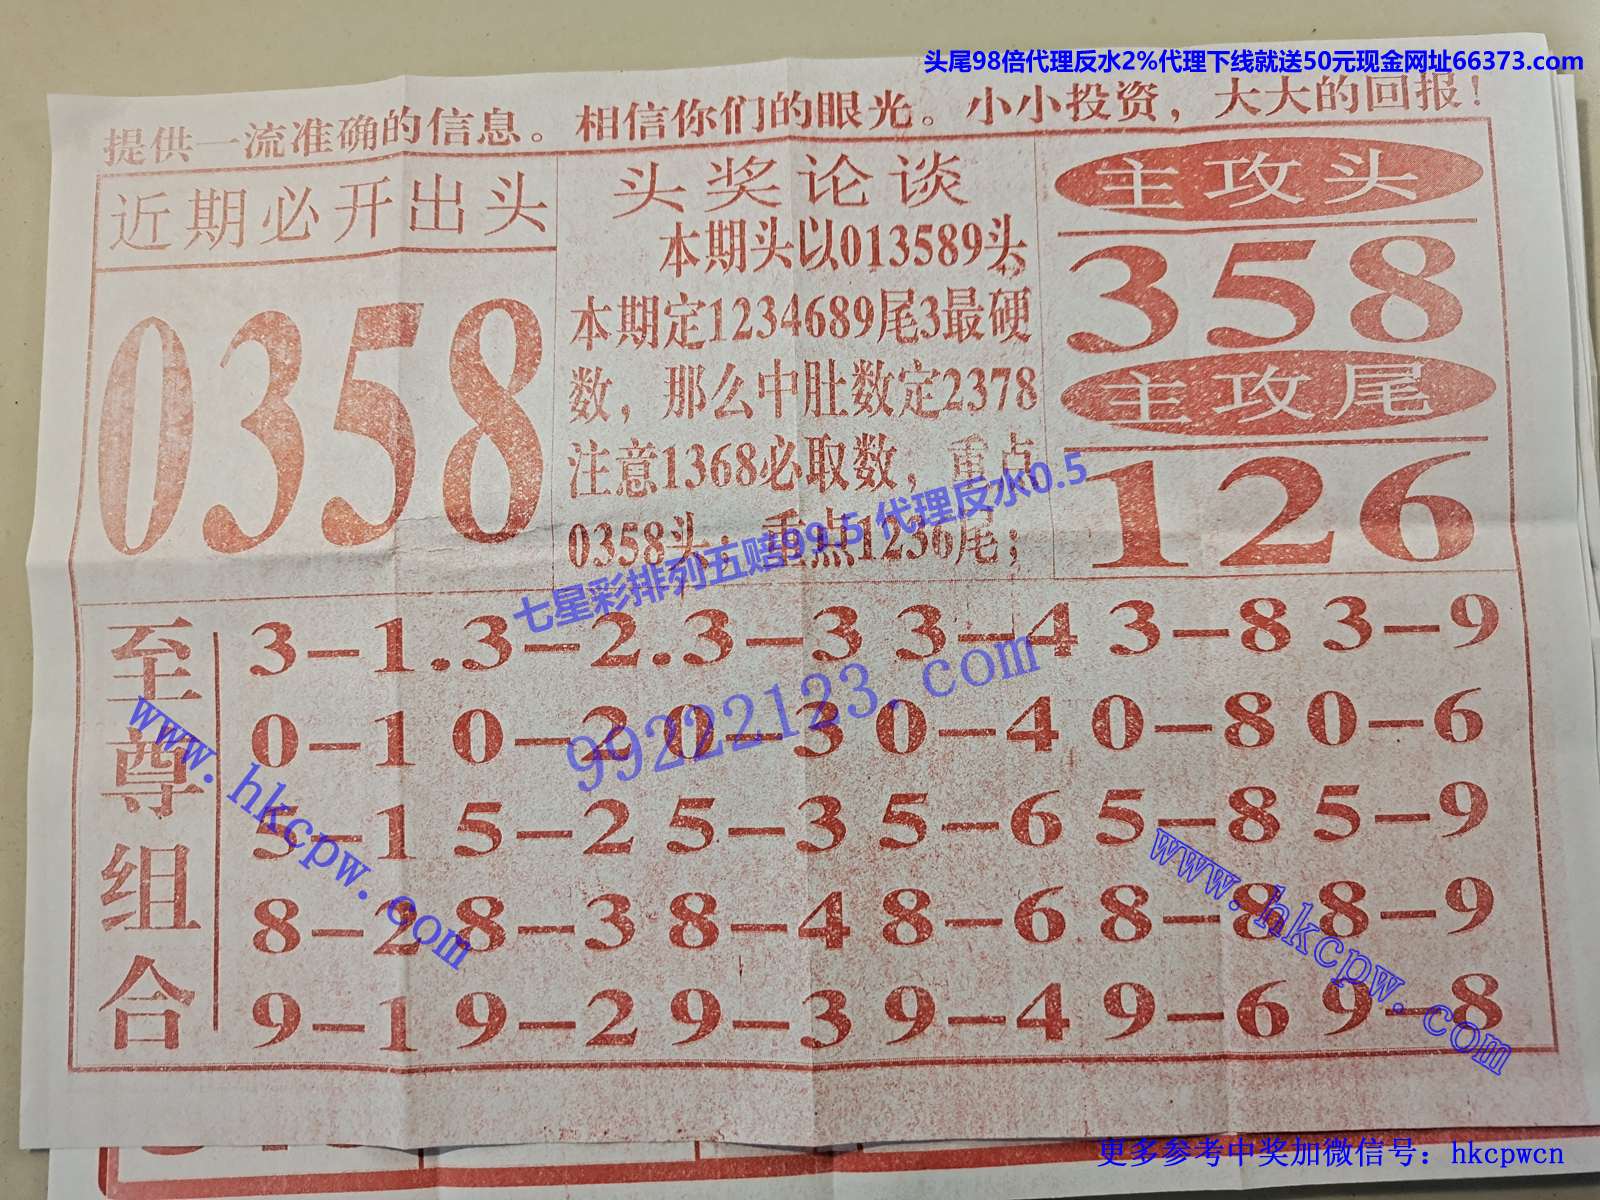 头尾98倍代理反水2%代理下线就送50元现金网址66373.com
提供一流准确的信息。相信你们的眼光。小小投资，大大的回报！
近期必开出头
0358
头奖论谈
本期头以013589头
本期定1234689尾3最硬
数，那么中肚数定2378
注意1368必取数，重点
0358头；重点1236尾；
主攻头
358
主攻尾
126
七星彩排列五赔99.5 代理反水0.5
99222123.com
至尊组合
3-1.3-2.3-3 3-4 3-8 3-9
0-1 0-2 0-3 0-4 0-8 0-6
5-1 5-2 5-3 5-6 5-8 5-9
8-2 8-3 8-4 8-6 8-8 8-9
9-1 9-2 9-3 9-4 9-6 9-8
www.hkcpw.com
www.hkcpw.com
更多参考中奖加微信号：hkcpwcn